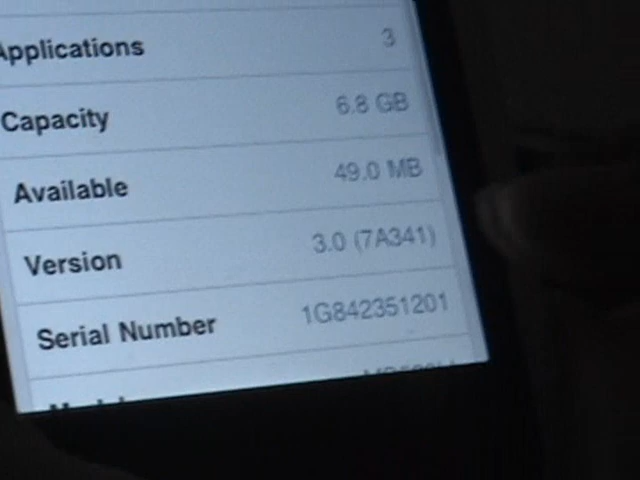 Applications 3
Capacity 6.8 GB
Available 49.0 MB
Version 3.0 (7A341)
Serial Number 1G842351201